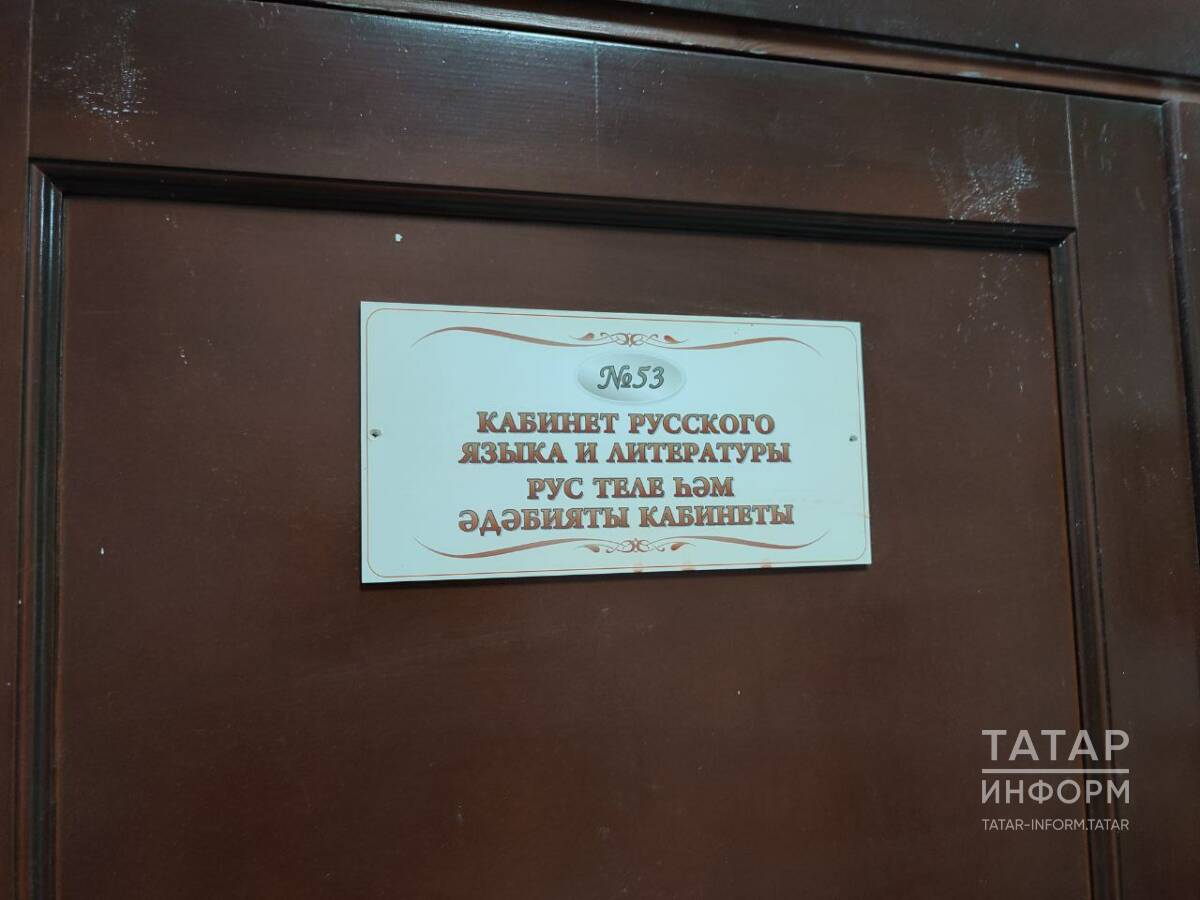 №53
КАБИНЕТ РУССКОГО
ЯЗЫКА И ЛИТЕРАТУРЫ
РУС ТЕЛЕ ҺӘМ
ӘДӘБИЯТЫ КАБИНЕТЫ
ТАТАР
ИНФОРМ
TATAR-INFORM.TATAR